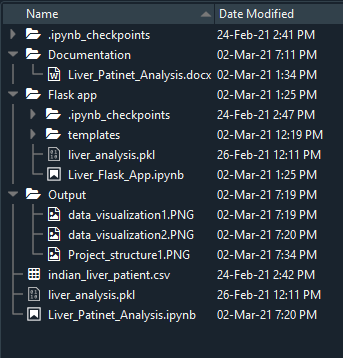 Name Date Modified
.ipynb_checkpoints 24-Feb-21 2:41 PM
Documentation 02-Mar-21 7:11 PM
Liver_Patinet_Analysis.docx 02-Mar-21 1:34 PM
Flask app 02-Mar-21 1:25 PM
.ipynb_checkpoints 24-Feb-21 2:47 PM
templates 02-Mar-21 12:19 PM
liver_analysis.pkl 26-Feb-21 12:11 PM
Liver_Flask_App.ipynb 02-Mar-21 1:25 PM
Output 02-Mar-21 7:19 PM
data_visualization1.PNG 02-Mar-21 7:19 PM
data_visualization2.PNG 02-Mar-21 7:20 PM
Project_structure1.PNG 02-Mar-21 7:34 PM
indian_liver_patient.csv 24-Feb-21 2:42 PM
liver_analysis.pkl 26-Feb-21 12:11 PM
Liver_Patinet_Analysis.ipynb 02-Mar-21 7:20 PM